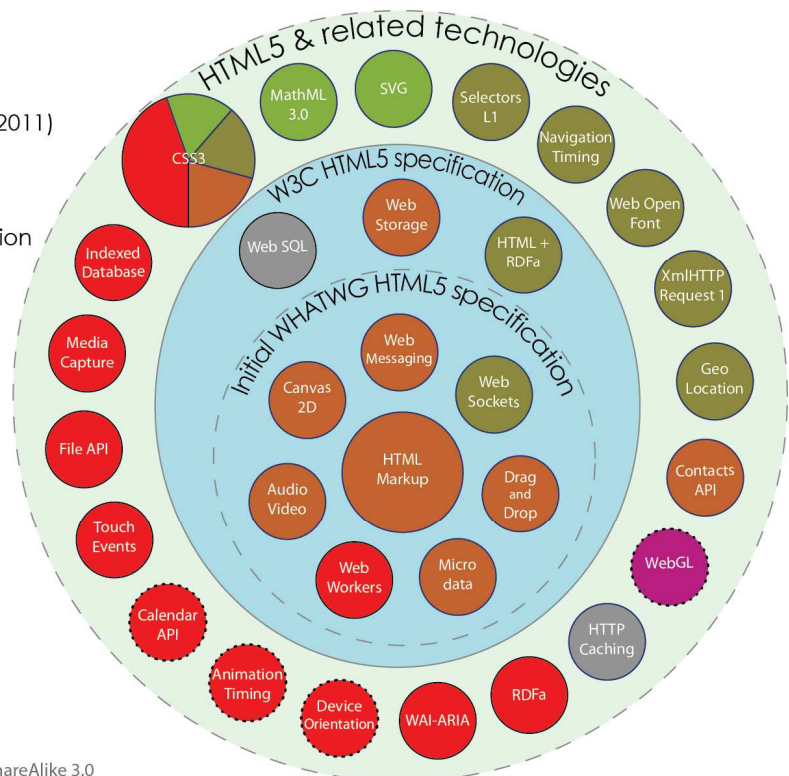 HTML5 & related technologies
2011)
ion
MathML
3.0
SVG
Selectors
L1
Navigation
Timing
CSS3
W3C HTML5 specification
Web Open
Font
Web
Storage
Web SQL
HTML +
RDFa
Indexed
Database
XmlHTTP
Request 1
Initial WHATWG HTML5 specification
Media
Capture
Web
Messaging
Canvas
2D
Web
Sockets
Geo
Location
File API
HTML
Markup
Contacts
API
Audio
Video
Drag
and
Drop
Touch
Events
Web
Workers
Micro
data
WebGL
Calendar
API
HTTP
Caching
Animation
Timing
Device
Orientation
WAI-ARIA
RDFa
nareAlike 3.0